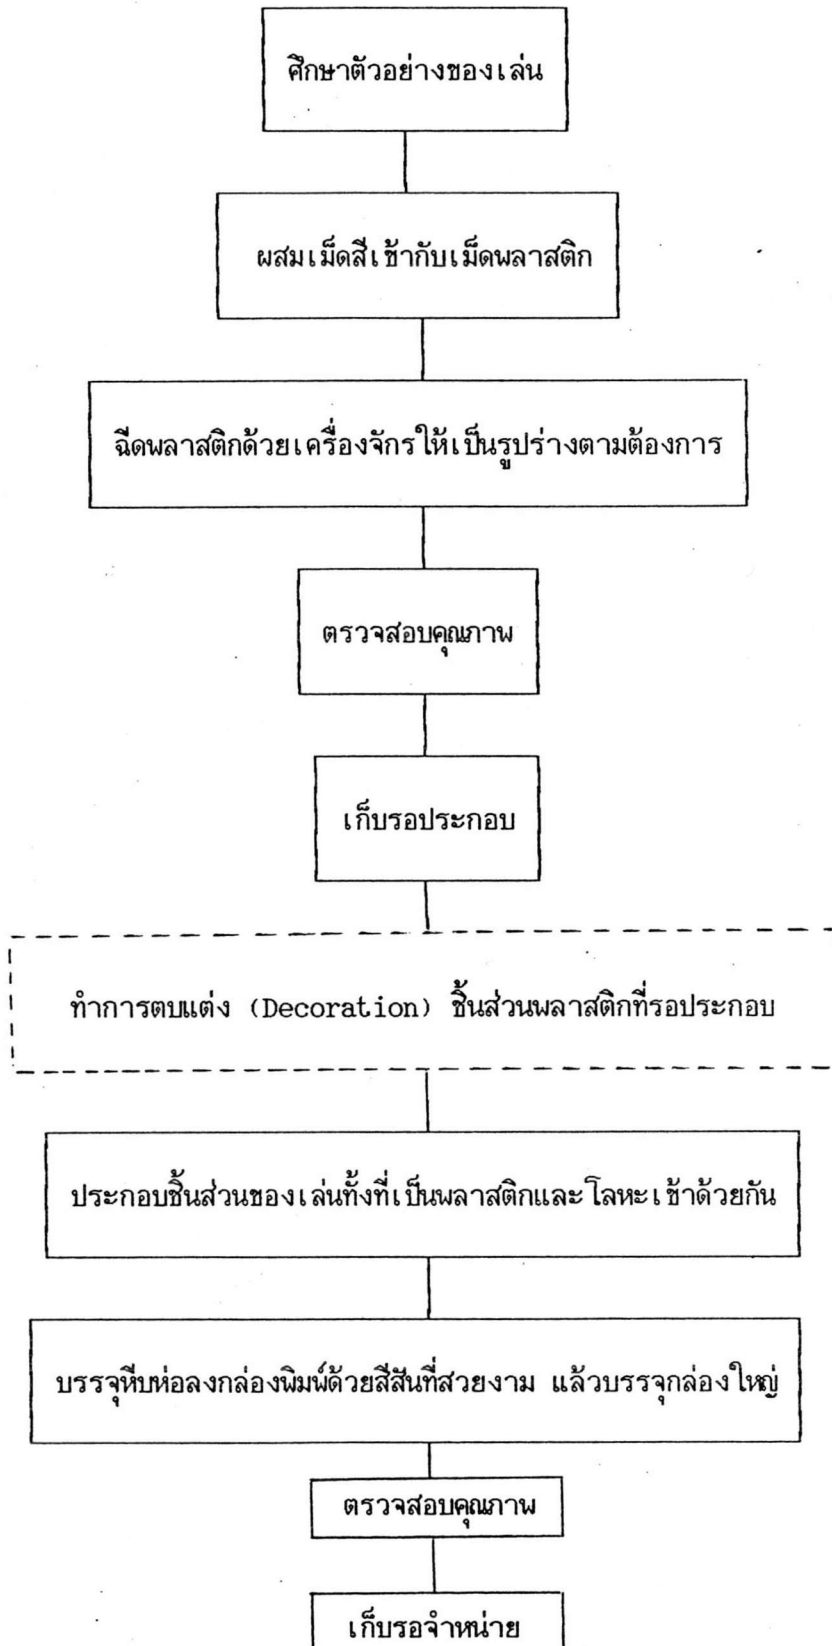 ศึกษาตัวอย่างของเล่น
ผสมเม็ดสีเข้ากับเม็ดพลาสติก
ฉีดพลาสติกด้วยเครื่องจักรให้เป็นรูปร่างตามต้องการ
ตรวจสอบคุณภาพ
เก็บรอประกอบ
ทำการตบแต่ง (Decoration) ชิ้นส่วนพลาสติกที่รอประกอบ
ประกอบชิ้นส่วนของเล่นทั้งที่เป็นพลาสติกและโลหะเข้าด้วยกัน
บรรจุหีบห่อลงกล่องพิมพ์ด้วยสีสันที่สวยงาม แล้วบรรจุกล่องใหญ่
ตรวจสอบคุณภาพ
เก็บรอจำหน่าย